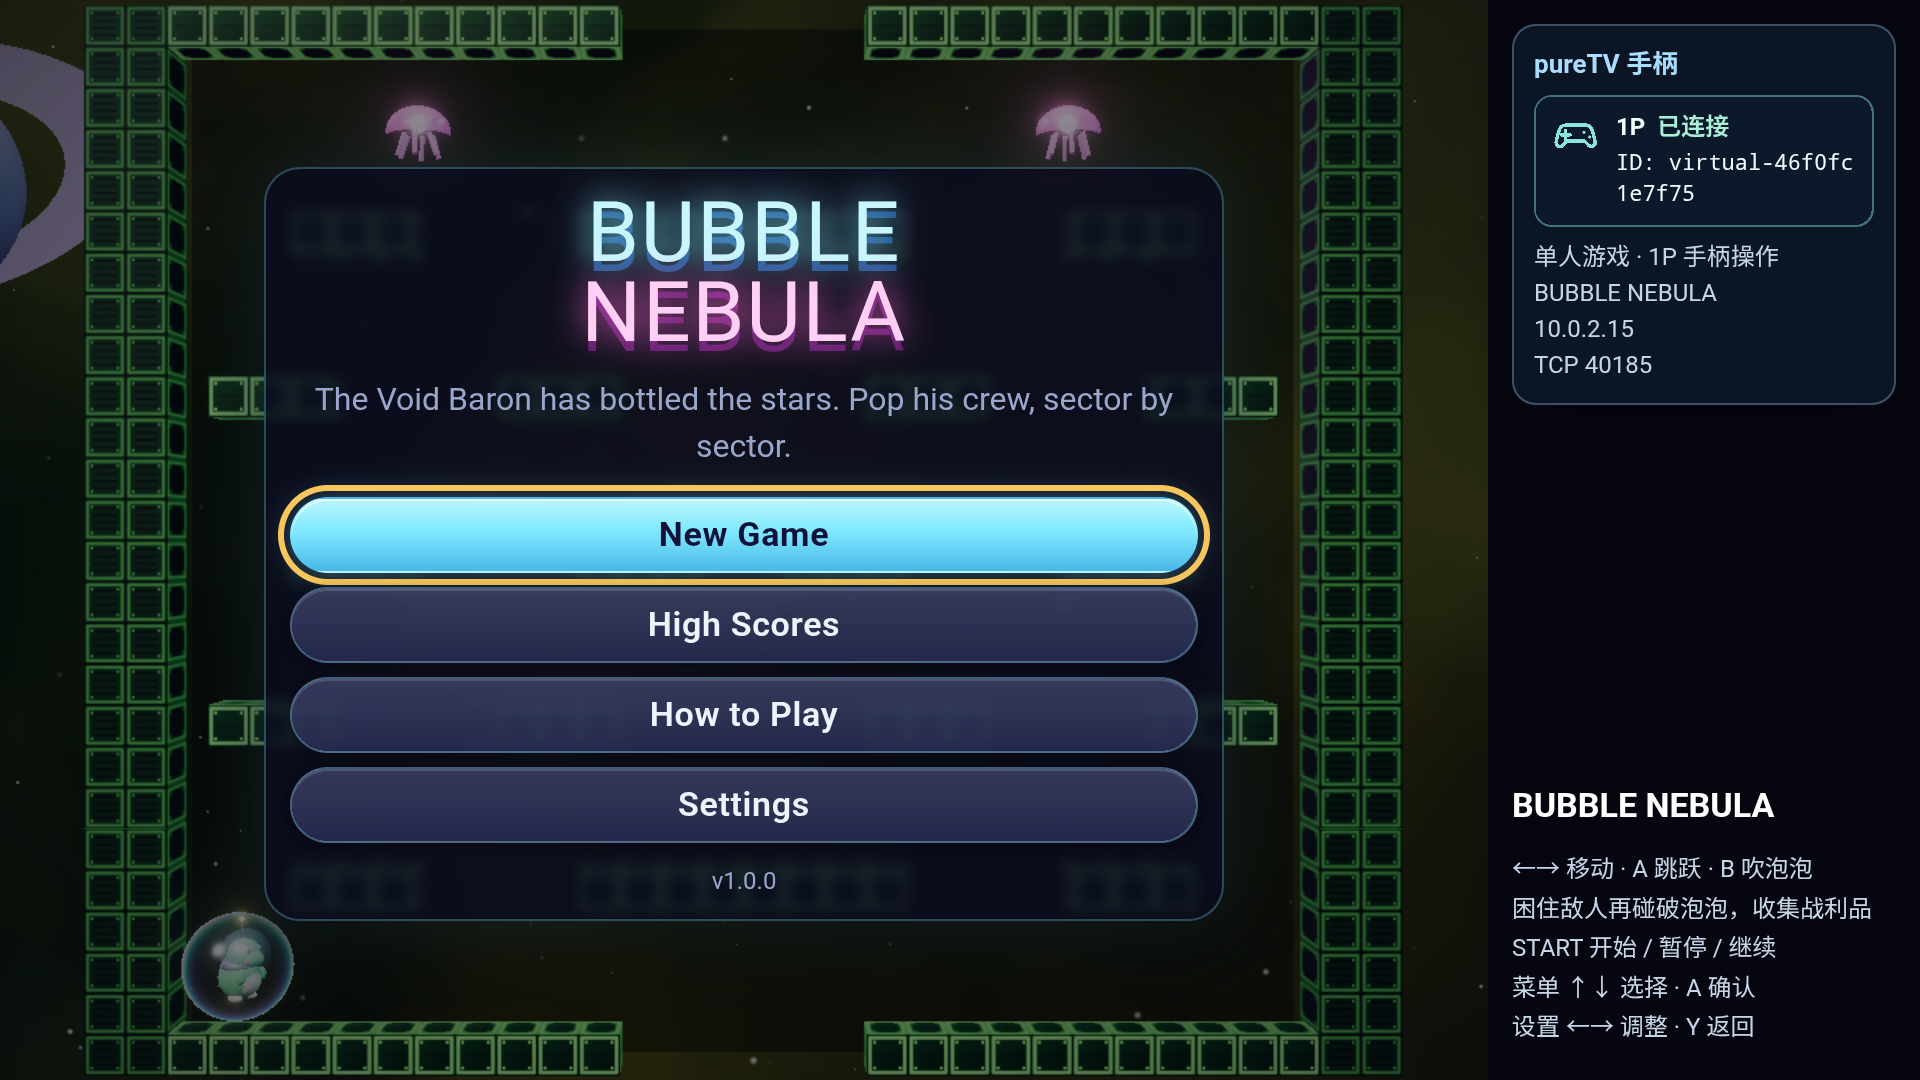 BUBBLE
NEBULA
The Void Baron has bottled the stars. Pop his crew, sector by
sector.
New Game
High Scores
How to Play
Settings
v1.0.0
pureTV 手柄
1P 已连接
ID: virtual-46f0fc
1e7f75
单人游戏 · 1P 手柄操作
BUBBLE NEBULA
10.0.2.15
TCP 40185
BUBBLE NEBULA
←→ 移动 · A 跳跃 · B 吹泡泡
困住敌人再碰破泡泡，收集战利品
START 开始 / 暂停 / 继续
菜单 ↑↓ 选择 · A 确认
设置 ←→ 调整 · Y 返回